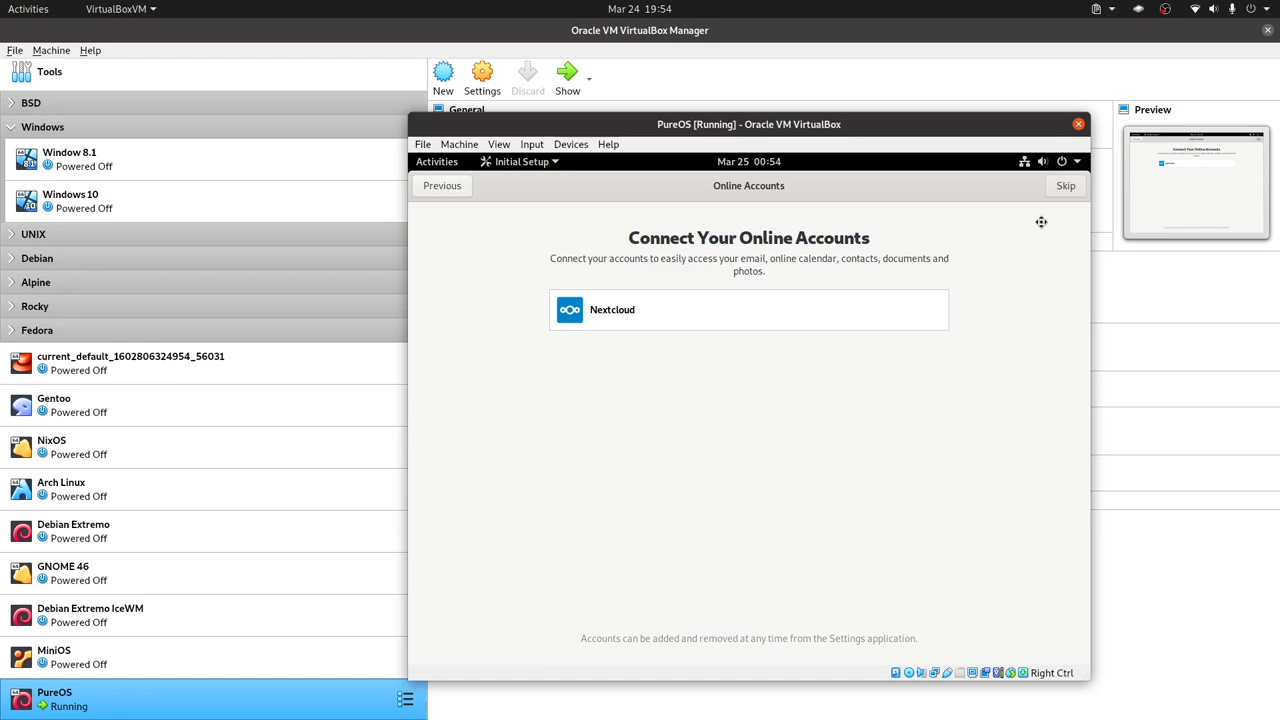 Activities
VirtualBoxVM
Mar 24 19:54
Oracle VM VirtualBox Manager
File Machine Help
Tools
New
Settings
Discard
Show
BSD
Windows
Window 8.1
Powered Off
Windows 10
Powered Off
UNIX
Debian
Alpine
Rocky
Fedora
current_default_1602806324954_56031
Powered Off
Gentoo
Powered Off
NixOS
Powered Off
Arch Linux
Powered Off
Debian Extremo
Powered Off
GNOME 46
Powered Off
Debian Extremo IceWM
Powered Off
MiniOS
Powered Off
PureOS
Running
General
Preview
PureOS [Running] - Oracle VM VirtualBox
File Machine View Input Devices Help
Activities
Initial Setup
Mar 25 00:54
Previous
Online Accounts
Skip
Connect Your Online Accounts
Connect your accounts to easily access your email, online calendar, contacts, documents and
photos.
Nextcloud
Accounts can be added and removed at any time from the Settings application.
Right Ctrl